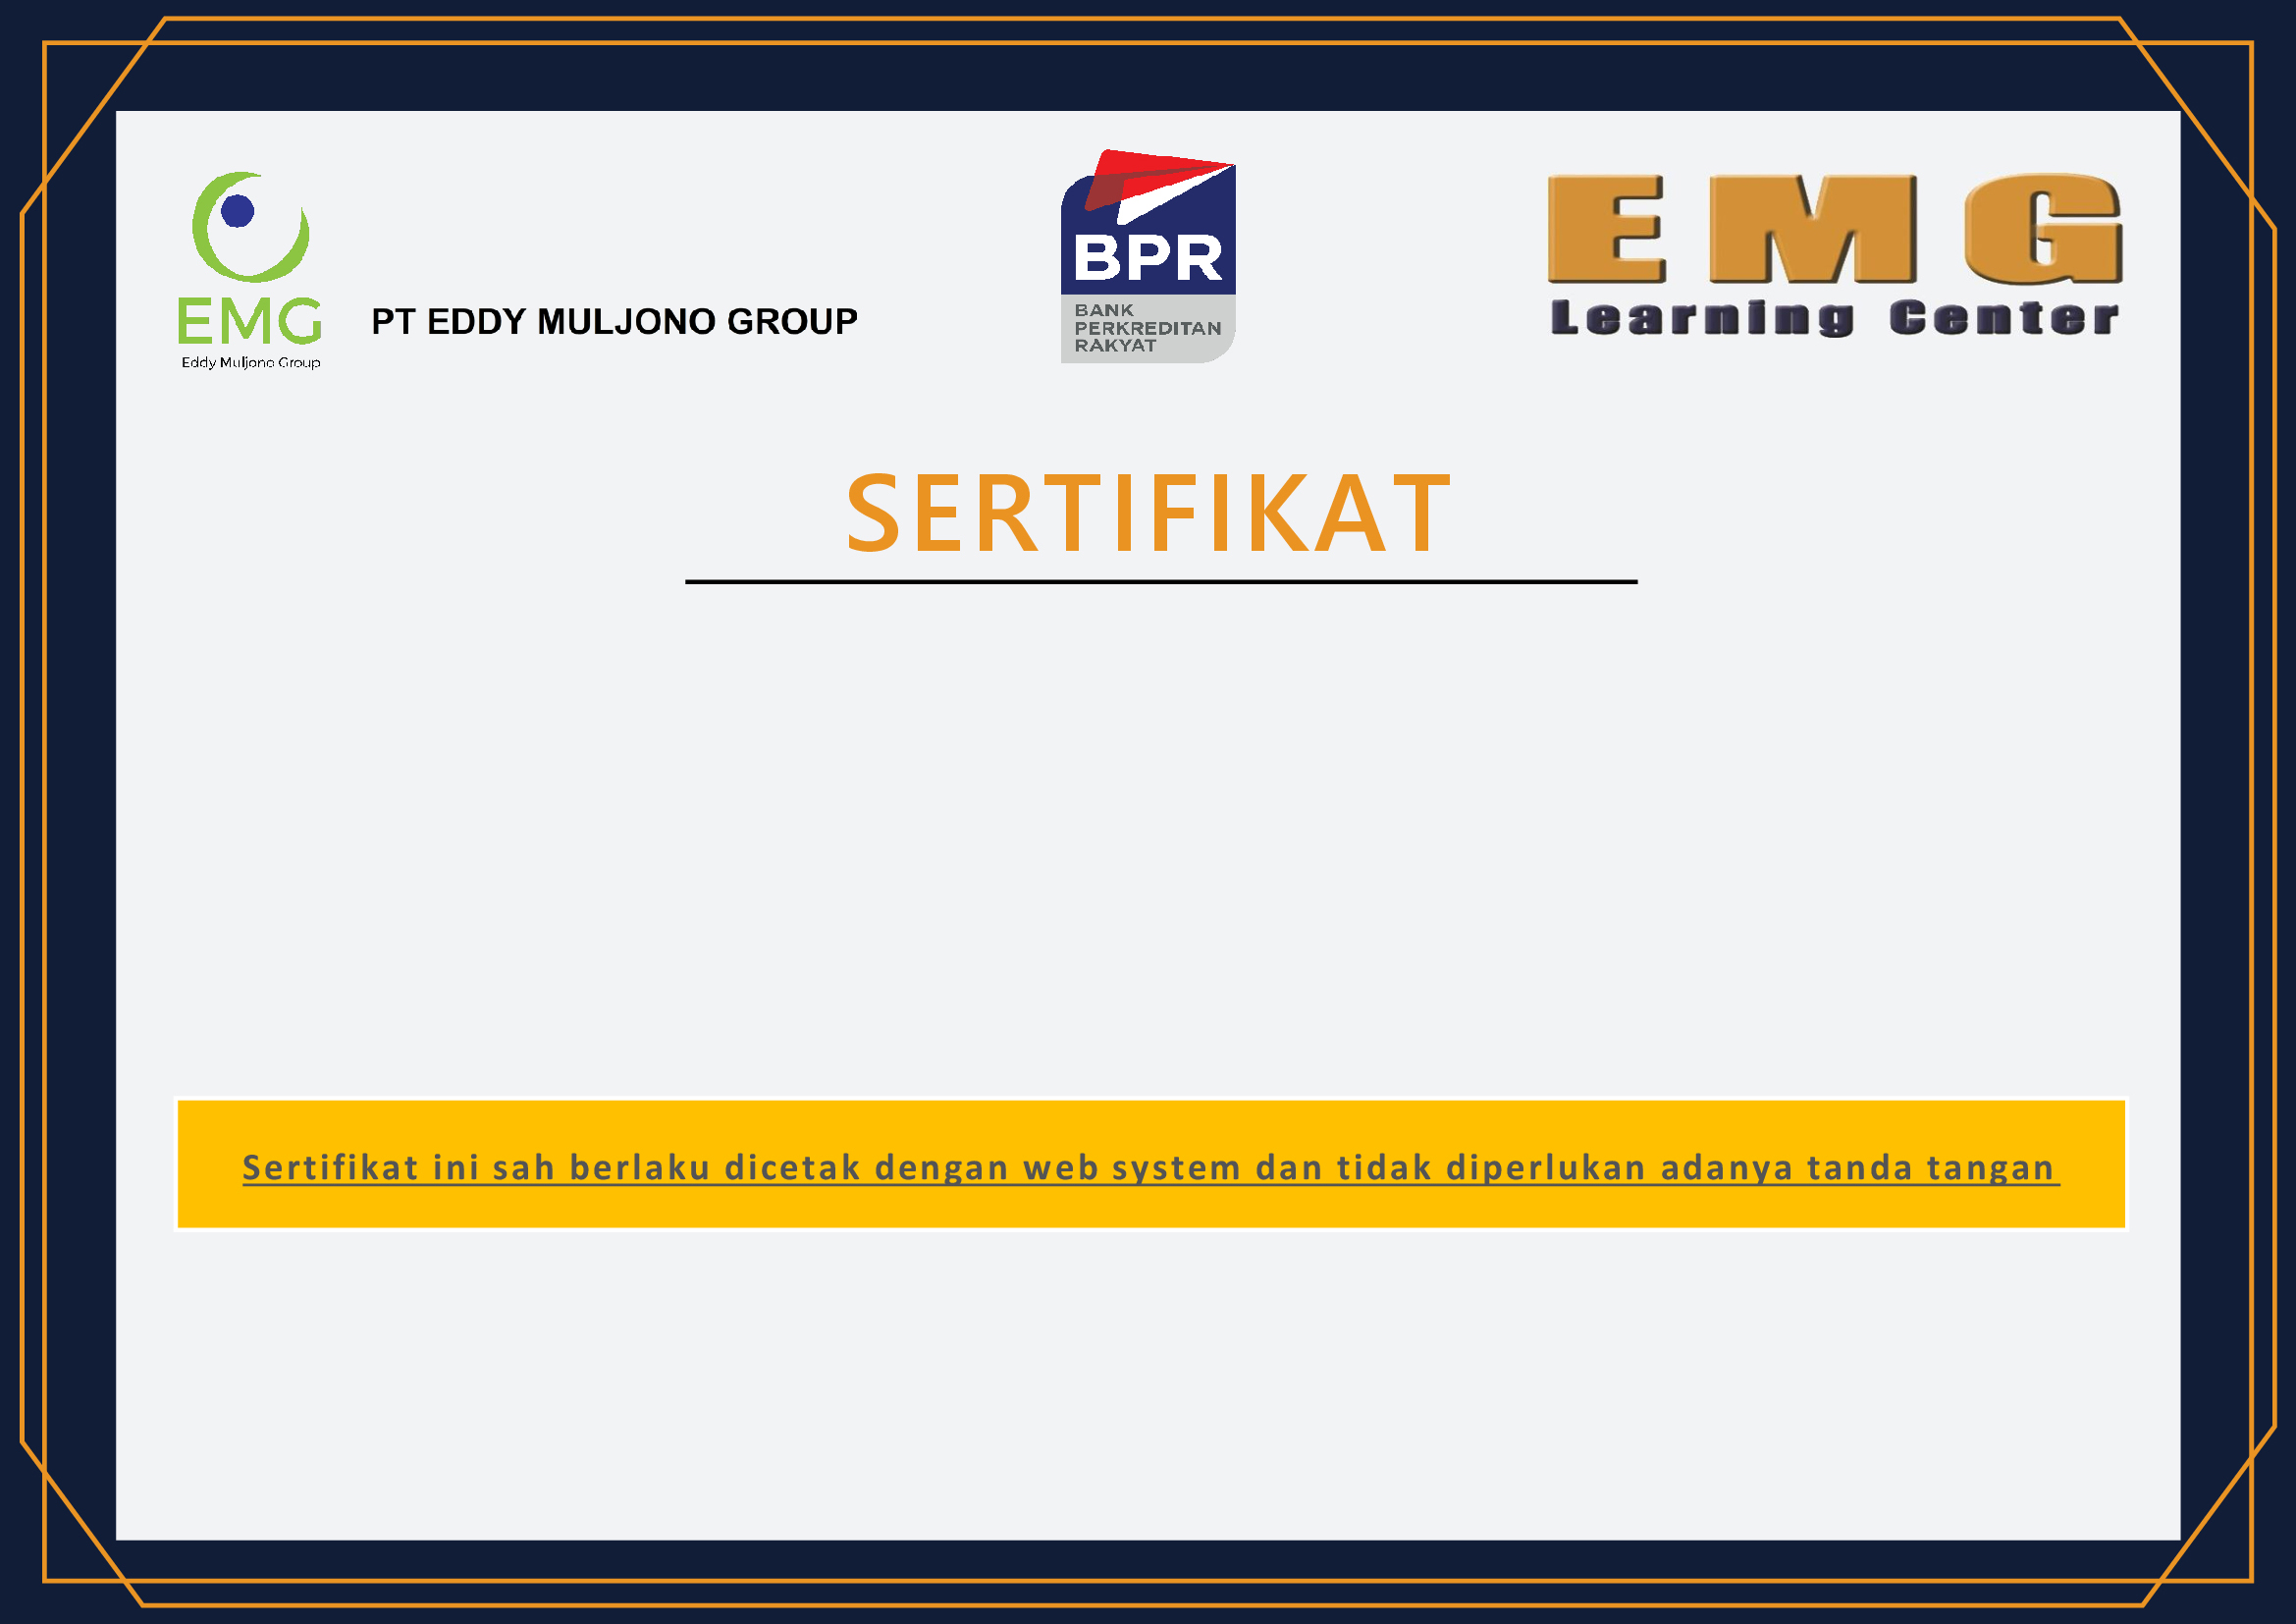 EMG
Eddy Muljono Group
PT EDDY MULJONO GROUP
BPR
BANK
PERKREDITAN
RAKYAT
EMG
Learning Center
SERTIFIKAT
Sertifikat ini sah berlaku dicetak dengan web system dan tidak diperlukan adanya tanda tangan